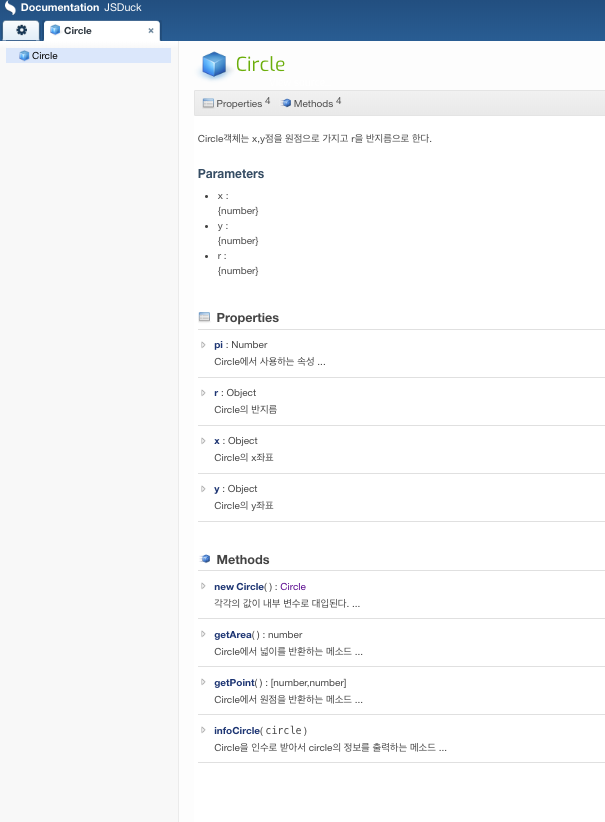 Documentation JSDuck
Circle ×
Circle
Circle
Properties 4 Methods 4
Circle객체는 x,y점을 원점으로 가지고 r을 반지름으로 한다.
Parameters
x :
{number}
y :
{number}
r :
{number}
Properties
pi : Number
Circle에서 사용하는 속성 ...
r : Object
Circle의 반지름
x : Object
Circle의 x좌표
y : Object
Circle의 y좌표
Methods
new Circle( ) : Circle
각각의 값이 내부 변수로 대입된다. ...
getArea( ) : number
Circle에서 넓이를 반환하는 메소드 ...
getPoint( ) : [number,number]
Circle에서 원점을 반환하는 메소드 ...
infoCircle( circle )
Circle을 인수로 받아서 circle의 정보를 출력하는 메소드 ...